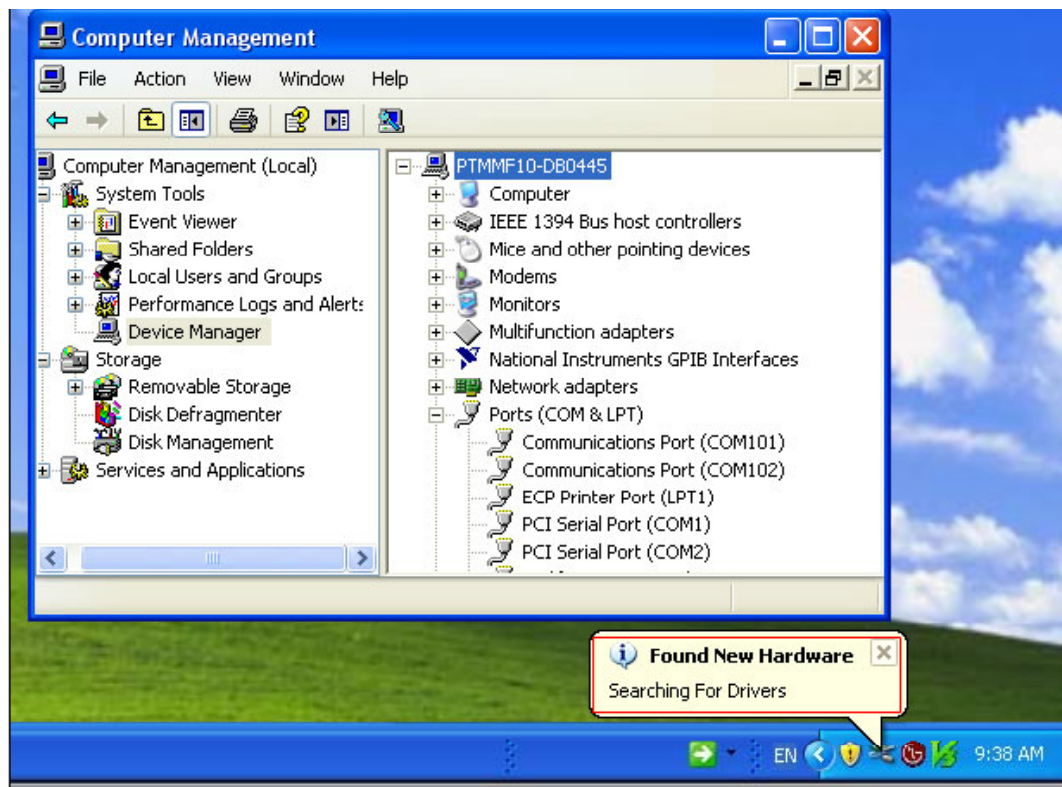 Computer Management
File Action View Window Help
Computer Management (Local)
System Tools
Event Viewer
Shared Folders
Local Users and Groups
Performance Logs and Alert
Device Manager
Storage
Removable Storage
Disk Defragmenter
Disk Management
Services and Applications
PTMMF10-DB0445
Computer
IEEE 1394 Bus host controllers
Mice and other pointing devices
Modems
Monitors
Multifunction adapters
National Instruments GPIB Interfaces
Network adapters
Ports (COM & LPT)
Communications Port (COM101)
Communications Port (COM102)
ECP Printer Port (LPT1)
PCI Serial Port (COM1)
PCI Serial Port (COM2)
Found New Hardware
Searching For Drivers
EN 9:38 AM